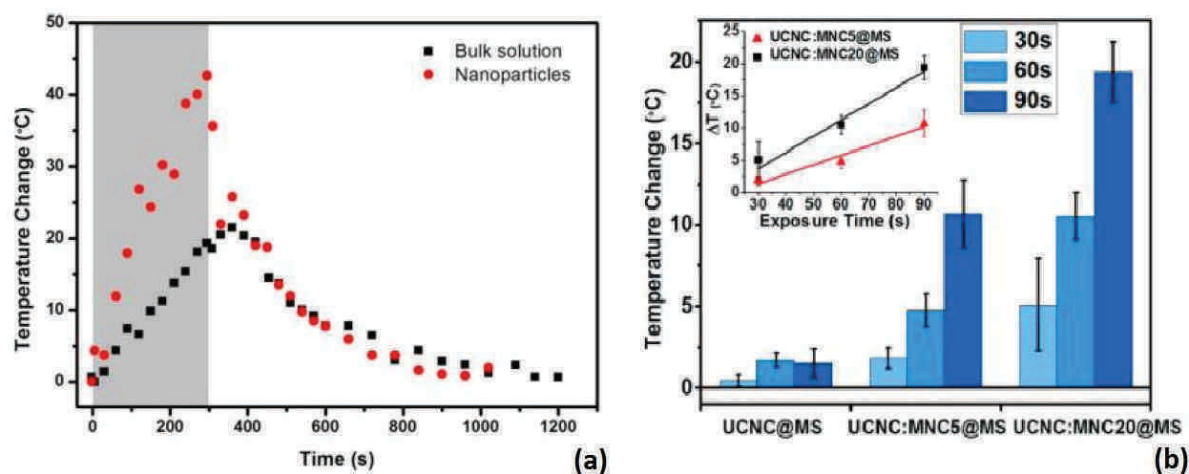 50
40
30
20
10
0
Temperature Change (°C)
Bulk solution
Nanoparticles
0 200 400 600 800 1000 1200
Time (s)
(a)
20
15
10
5
0
Temperature Change (°C)
UCNC:MNC5@MS
UCNC:MNC20@MS
25
20
15
10
5
0
ΔT (°C)
30 40 50 60 70 80 90
Exposure Time (s)
30s
60s
90s
UCNC@MS UCNC:MNC5@MS UCNC:MNC20@MS
(b)